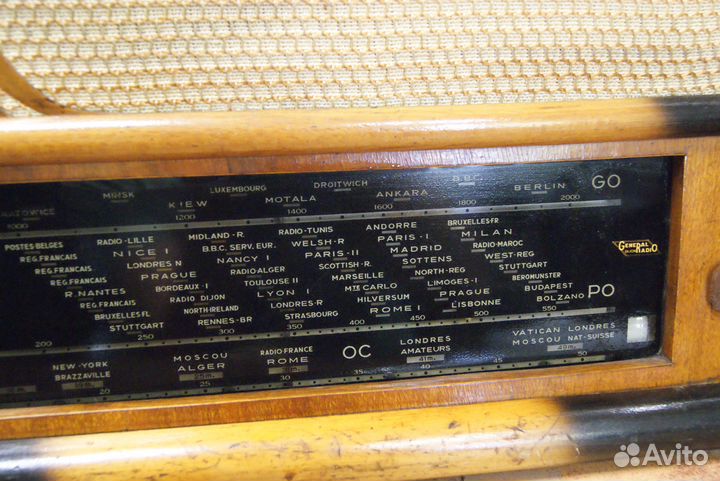 MINSK LUXEMBOURG DROITWICH B.B.C.
KATOWICE KIEW MOTALA ANKARA BERLIN GO
1000 1200 1400 1600 1800 2000
POSTES·BELGES RADIO-LILLE MIDLAND-R. RADIO-TUNIS ANDORRE BRUXELLES·FR
REG.FRANCAIS NICE I B.B.C. SERV, EUR. WELSH-R PARIS-I MILAN
REG.FRANCAIS LONDRES N NANCY I PARIS-II MADRID RADIO-MAROC
REG.FRANCAIS PRAGUE RADIO ALGER SCOTTISH-R SOTTENS WEST-REG
R.NANTES BORDEAUX-I TOULOUSE II MARSEILLE NORTH-REG STUTTGART
REG.FRANCAIS RADIO DIJON LYON I MTE CARLO LIMOGES-I BEROMUNSTER
BRUXELLES FL NORTH-IRELAND LONDRES-R HILVERSUM PRAGUE BUDAPEST
STUTTGART RENNES-BR STRASBOURG ROME I LISBONNE BOLZANO PO
200 250 300 350 400 450 500 550
GENERAL RADIO
NEW-YORK MOSCOU RADIO FRANCE OC LONDRES VATICAN LONDRES
BRAZZAVILLE ALGER ROME AMATEURS MOSCOU NAT-SUISSE
25m. 41m. 49m.
20 25 30 35 40 45 50
Avito